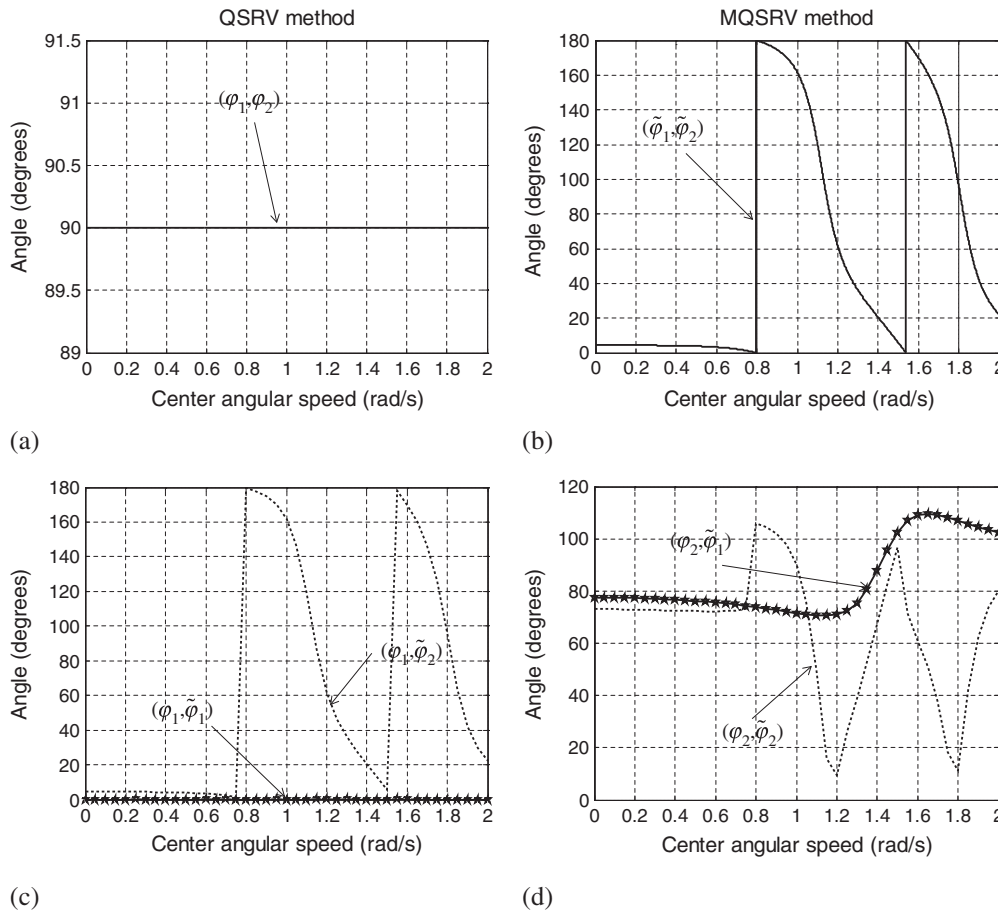 QSRV method
91.5
91
90.5
90
89.5
89
Angle (degrees)
(φ1,φ2)
0 0.2 0.4 0.6 0.8 1 1.2 1.4 1.6 1.8 2
Center angular speed (rad/s)
(a)
MQSRV method
180
160
140
120
100
80
60
40
20
0
Angle (degrees)
(φ̃1,φ̃2)
0 0.2 0.4 0.6 0.8 1 1.2 1.4 1.6 1.8 2
Center angular speed (rad/s)
(b)
180
160
140
120
100
80
60
40
20
0
Angle (degrees)
(φ1,φ̃2)
(φ1,φ̃1)
0 0.2 0.4 0.6 0.8 1 1.2 1.4 1.6 1.8 2
Center angular speed (rad/s)
(c)
120
100
80
60
40
20
0
Angle (degrees)
(φ2,φ̃1)
(φ2,φ̃2)
0 0.2 0.4 0.6 0.8 1 1.2 1.4 1.6 1.8 2
Center angular speed (rad/s)
(d)